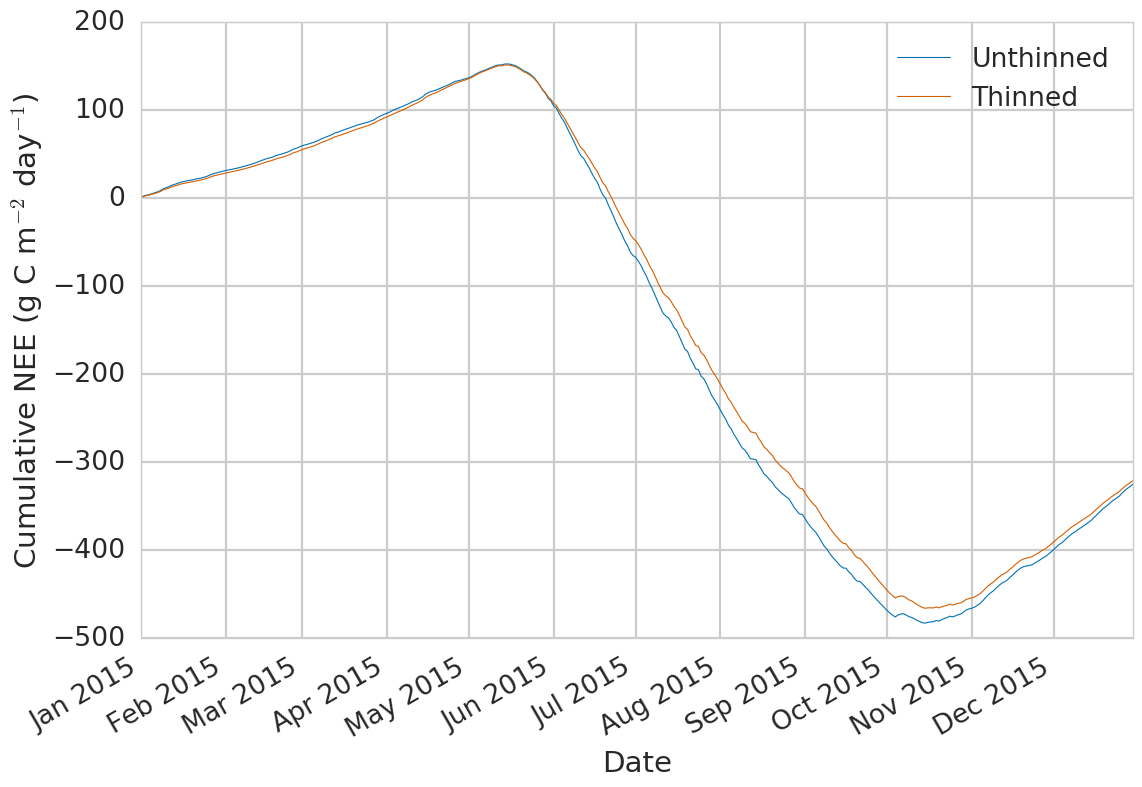 200
100
0
−100
−200
−300
−400
−500
Cumulative NEE (g C m⁻² day⁻¹)
Unthinned
Thinned
Jan 2015
Feb 2015
Mar 2015
Apr 2015
May 2015
Jun 2015
Jul 2015
Aug 2015
Sep 2015
Oct 2015
Nov 2015
Dec 2015
Date